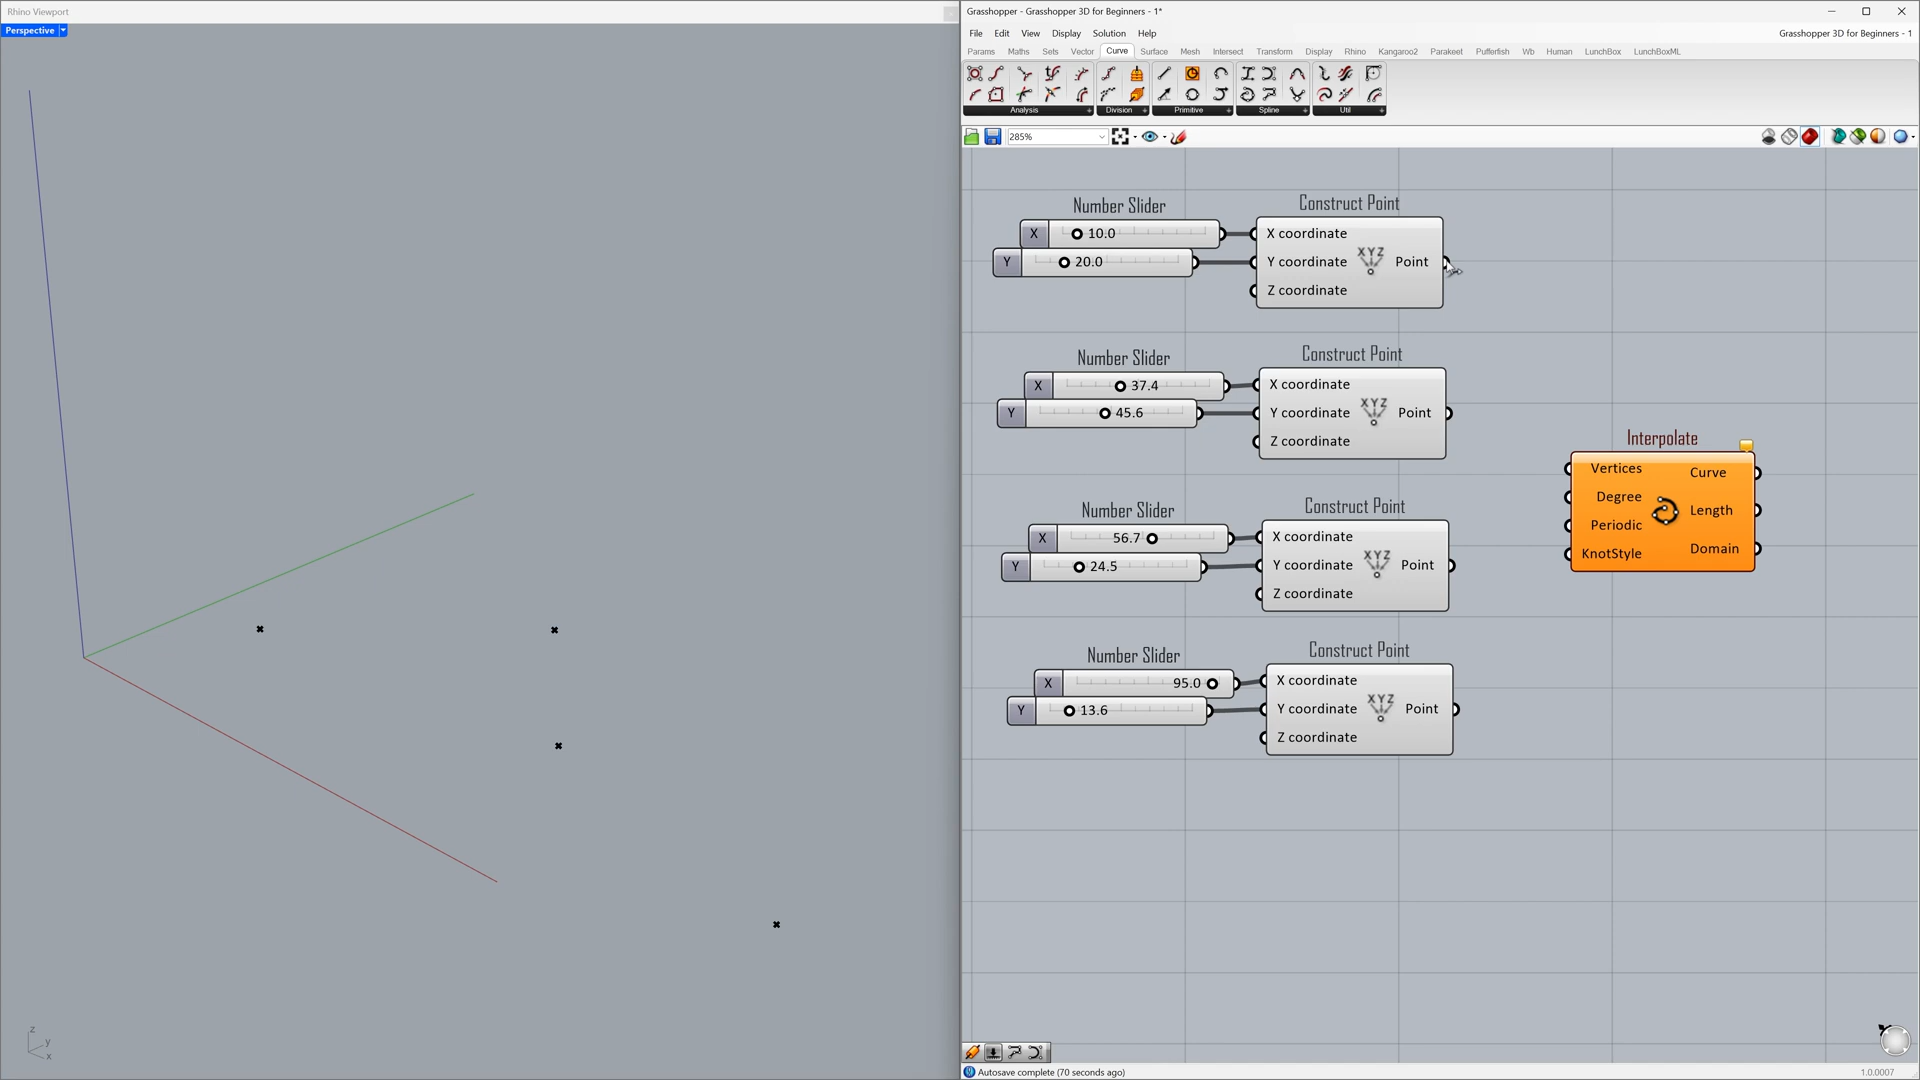 Rhino Viewport
Perspective
z
y
x
Grasshopper - Grasshopper 3D for Beginners - 1*
File Edit View Display Solution Help
Grasshopper 3D for Beginners - 1
Params Maths Sets Vector Curve Surface Mesh Intersect Transform Display Rhino Kangaroo2 Parakeet Pufferfish Wb Human LunchBox LunchBoxML
Analysis Division Primitive Spline Util
285%
Number Slider
X 10.0
Y 20.0
Construct Point
X coordinate
Y coordinate XYZ Point
Z coordinate
Number Slider
X 37.4
Y 45.6
Construct Point
X coordinate
Y coordinate XYZ Point
Z coordinate
Interpolate
Vertices Curve
Degree Length
Periodic
KnotStyle Domain
Number Slider
X 56.7
Y 24.5
Construct Point
X coordinate
Y coordinate XYZ Point
Z coordinate
Number Slider
X 95.0
Y 13.6
Construct Point
X coordinate
Y coordinate XYZ Point
Z coordinate
Autosave complete (70 seconds ago)
1.0.0007